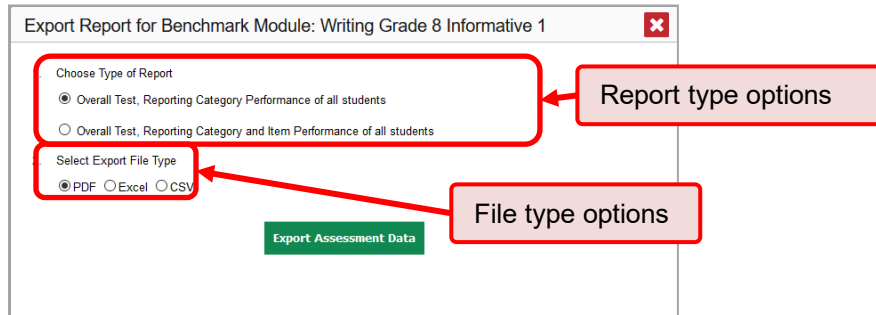 Export Report for Benchmark Module: Writing Grade 8 Informative 1
Choose Type of Report
Overall Test, Reporting Category Performance of all students
Report type options
Overall Test, Reporting Category and Item Performance of all students
Select Export File Type
PDF Excel CSV
File type options
Export Assessment Data